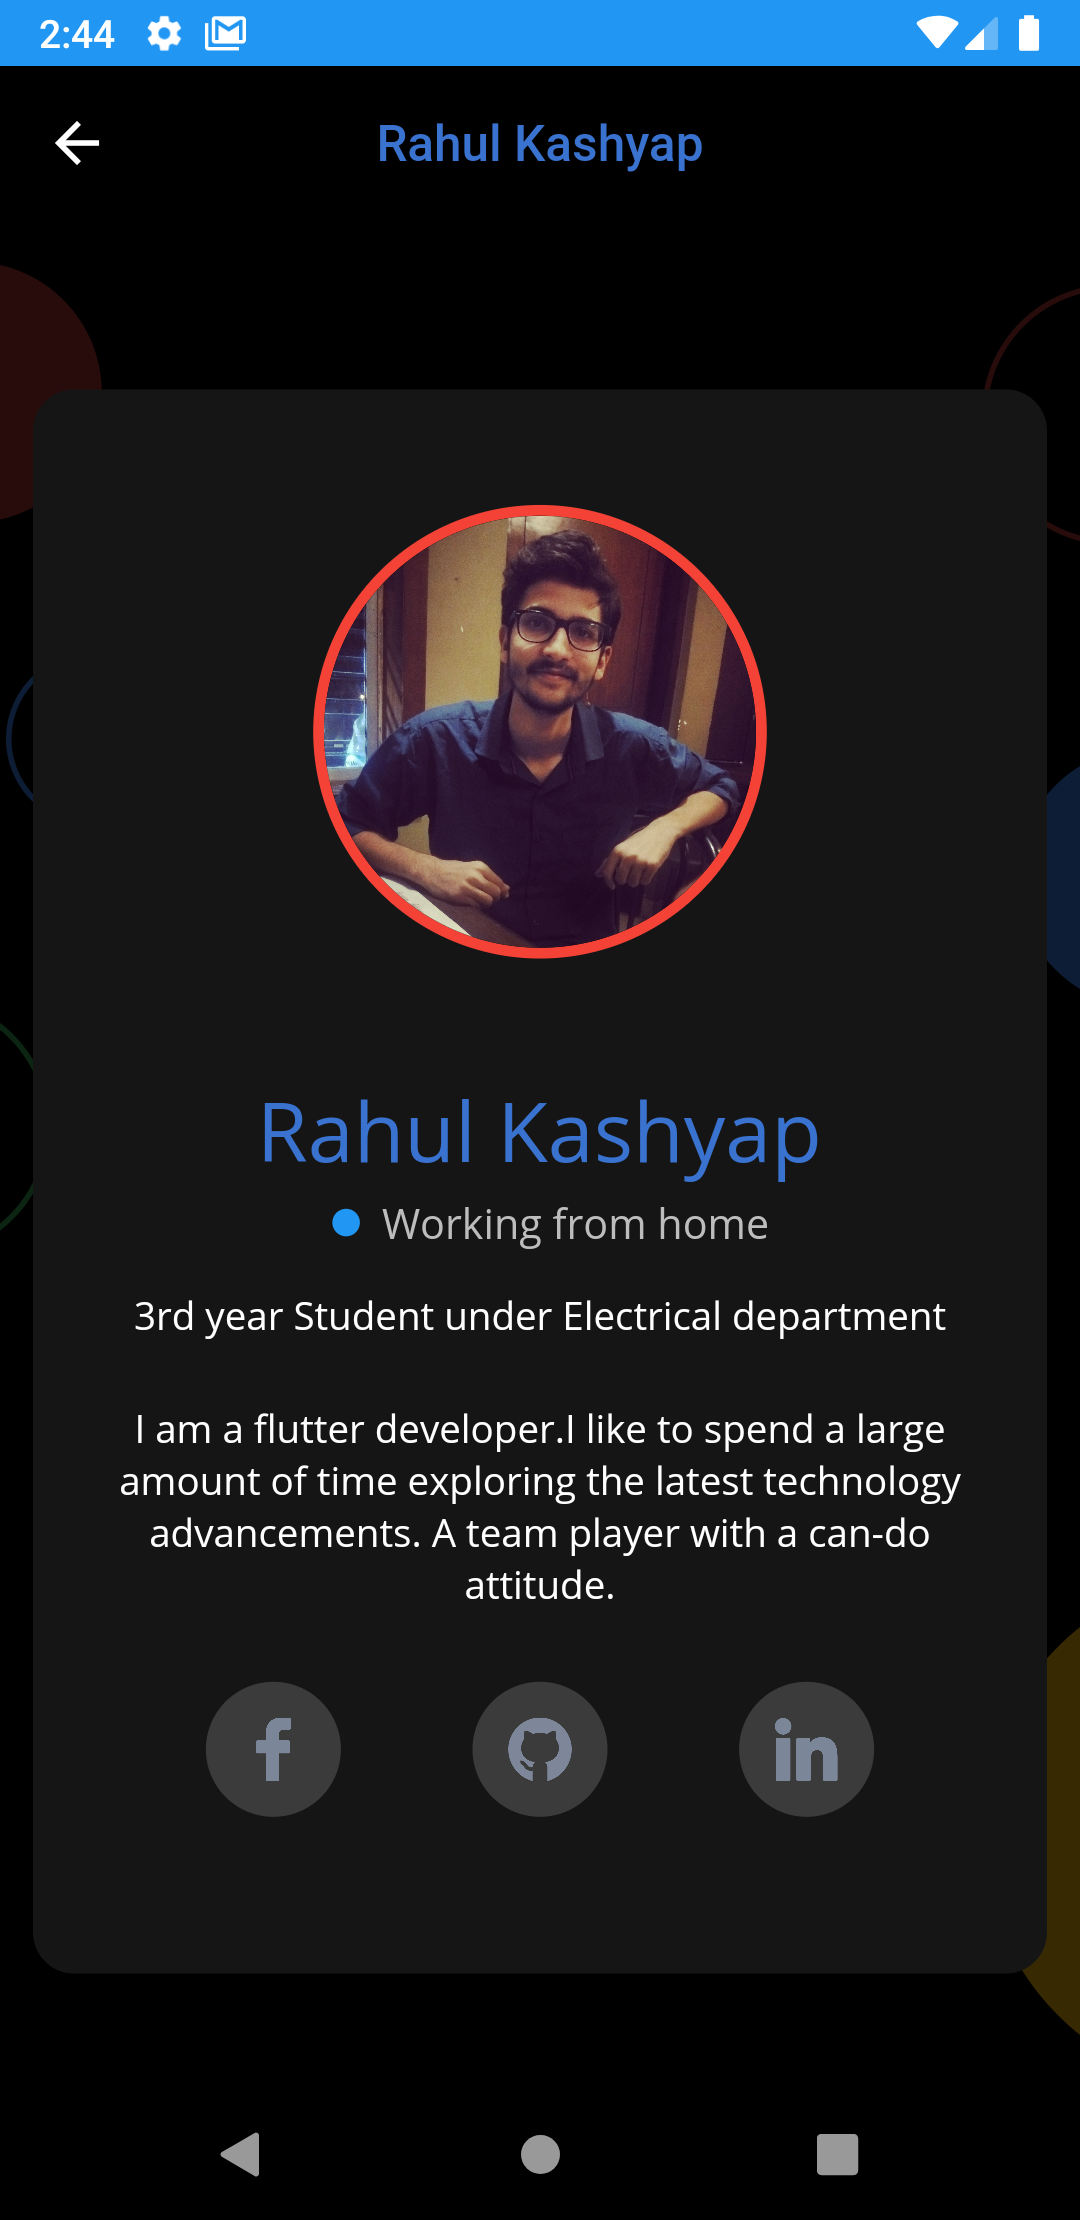 2:44
Rahul Kashyap
Rahul Kashyap
Working from home
3rd year Student under Electrical department
I am a flutter developer.I like to spend a large
amount of time exploring the latest technology
advancements. A team player with a can-do
attitude.